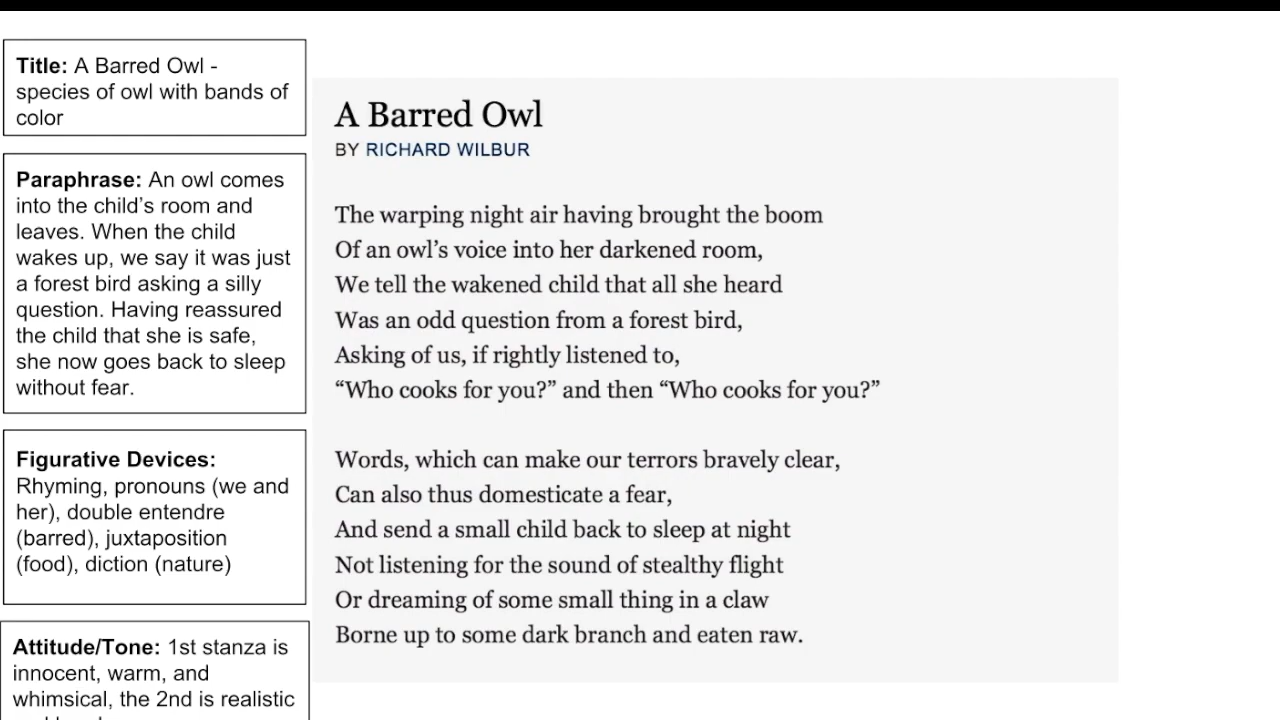 Title: A Barred Owl -
species of owl with bands of
color
Paraphrase: An owl comes
into the child's room and
leaves. When the child
wakes up, we say it was just
a forest bird asking a silly
question. Having reassured
the child that she is safe,
she now goes back to sleep
without fear.
Figurative Devices:
Rhyming, pronouns (we and
her), double entendre
(barred), juxtaposition
(food), diction (nature)
Attitude/Tone: 1st stanza is
innocent, warm, and
whimsical, the 2nd is realistic
A Barred Owl
BY RICHARD WILBUR
The warping night air having brought the boom
Of an owl's voice into her darkened room,
We tell the wakened child that all she heard
Was an odd question from a forest bird,
Asking of us, if rightly listened to,
“Who cooks for you?” and then “Who cooks for you?”
Words, which can make our terrors bravely clear,
Can also thus domesticate a fear,
And send a small child back to sleep at night
Not listening for the sound of stealthy flight
Or dreaming of some small thing in a claw
Borne up to some dark branch and eaten raw.